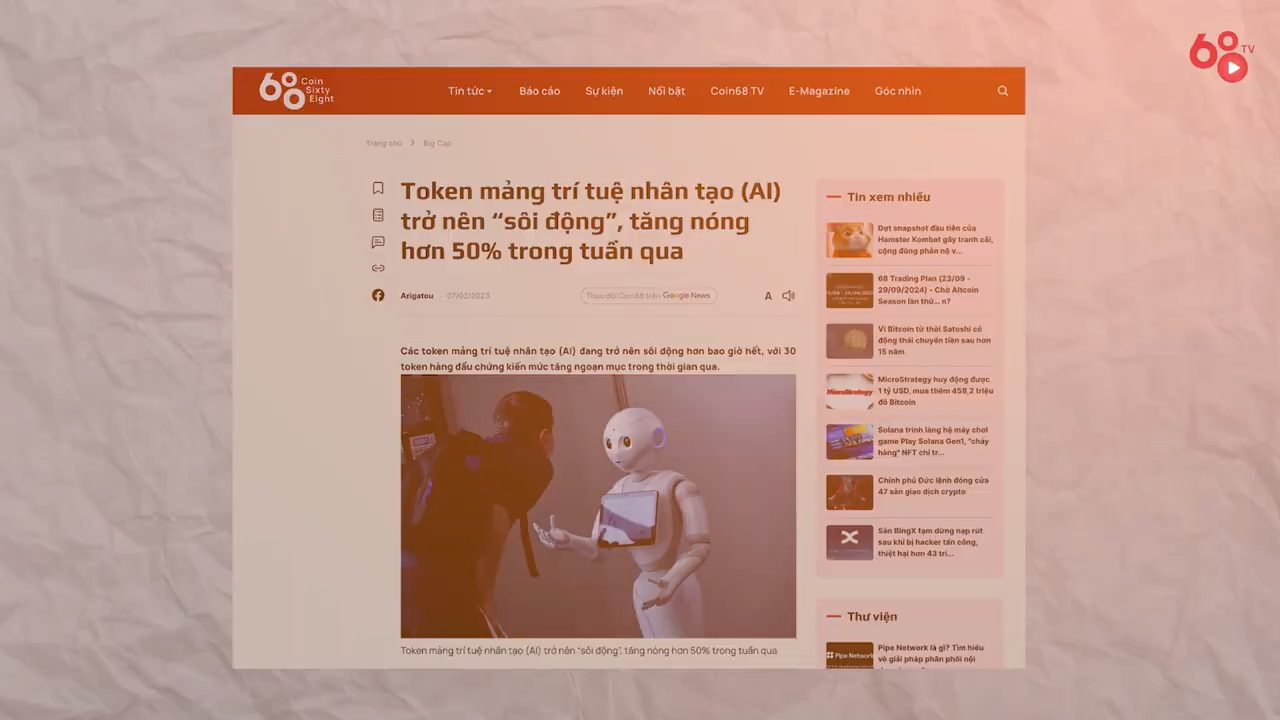 68 TV
Coin
Sixty
Eight
Tin tức Báo cáo Sự kiện Nổi bật Coin68 TV E-Magazine Góc nhìn
Trang chủ Big Cap
Token mảng trí tuệ nhân tạo (AI)
trở nên “sôi động”, tăng nóng
hơn 50% trong tuần qua
Arigatou - 07/02/2023 Theo dõi Coin68 trên Google News A
Các token mảng trí tuệ nhân tạo (AI) đang trở nên sôi động hơn bao giờ hết, với 30
token hàng đầu chứng kiến mức tăng ngoạn mục trong thời gian qua.
Token mảng trí tuệ nhân tạo (AI) trở nên “sôi động”, tăng nóng hơn 50% trong tuần qua
Tin xem nhiều
Đợt snapshot đầu tiên của
Hamster Kombat gây tranh cãi,
cộng đồng phẫn nộ v...
68 Trading Plan (23/09 -
29/09/2024) – Chờ Altcoin
Season lần thứ... n?
Ví Bitcoin từ thời Satoshi có
động thái chuyển tiền sau hơn
15 năm
MicroStrategy
MicroStrategy huy động được
1 tỷ USD, mua thêm 458,2 triệu
đô Bitcoin
Solana trình làng hệ máy chơi
game Play Solana Gen1, "cháy
hàng" NFT chỉ tr...
Chính phủ Đức lệnh đóng cửa
47 sàn giao dịch crypto
Sàn BingX tạm dừng nạp rút
sau khi bị hacker tấn công,
thiệt hại hơn 43 tri...
Thư viện
Pipe Network
Pipe Network là gì? Tìm hiểu
về giải pháp phân phối nội